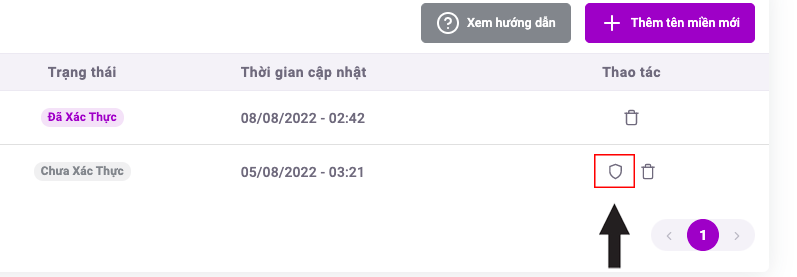 Xem hướng dẫn
Thêm tên miền mới
Trạng thái Thời gian cập nhật Thao tác
Đã Xác Thực 08/08/2022 - 02:42
Chưa Xác Thực 05/08/2022 - 03:21
1